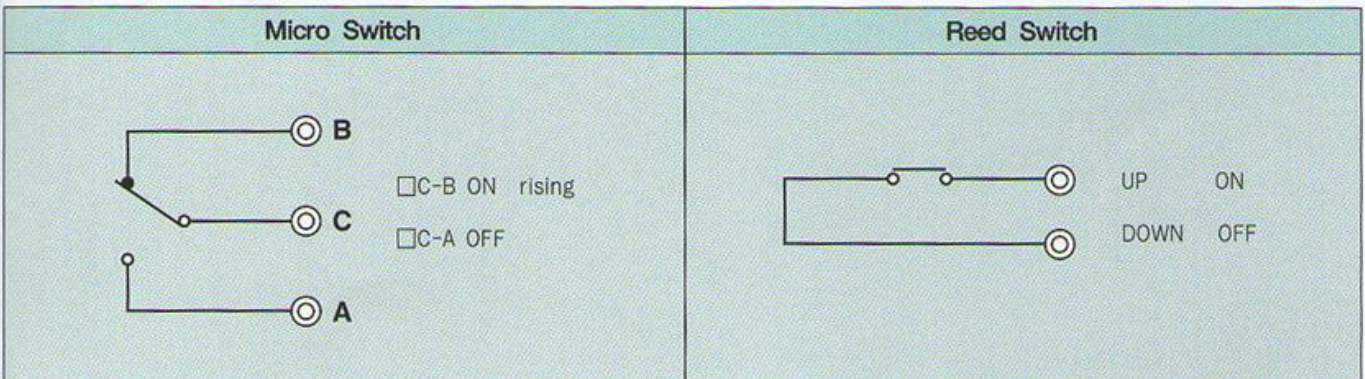 Micro Switch
Reed Switch
B
□C-B ON rising
C
□C-A OFF
A
UP ON
DOWN OFF